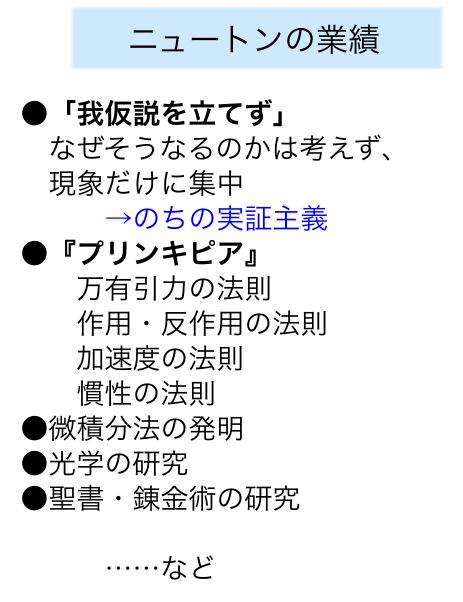 ニュートンの業績
●「我仮説を立てず」
なぜそうなるのかは考えず、
現象だけに集中
→のちの実証主義
●『プリンキピア』
万有引力の法則
作用・反作用の法則
加速度の法則
慣性の法則
●微積分法の発明
●光学の研究
●聖書・錬金術の研究
……など